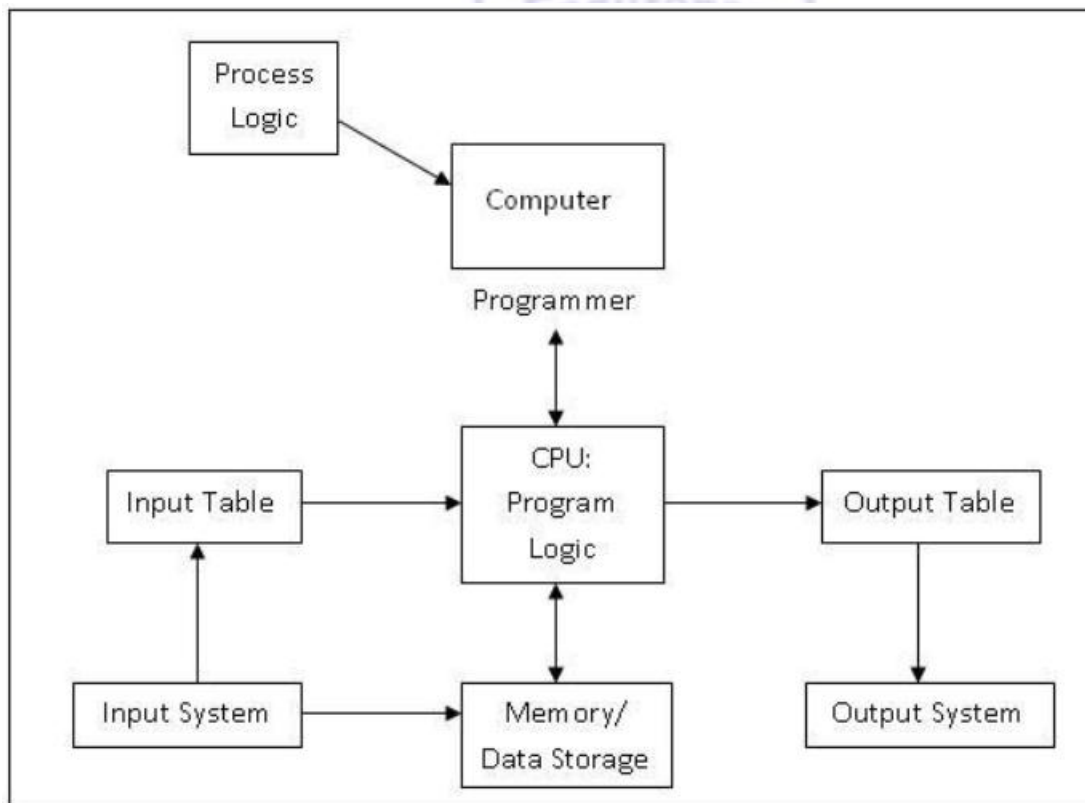 Process
Logic
Computer
Programmer
CPU:
Program
Logic
Input Table
Output Table
Input System
Memory/
Data Storage
Output System